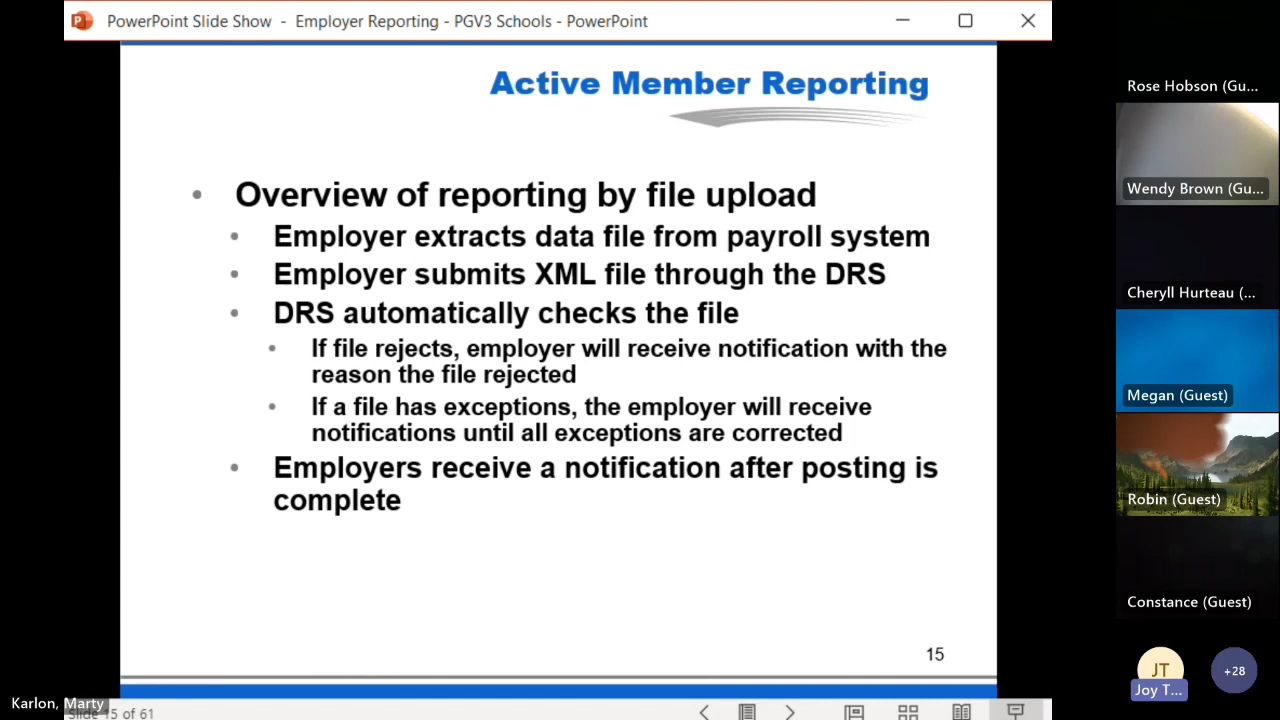 PowerPoint Slide Show - Employer Reporting - PGV3 Schools - PowerPoint
Active Member Reporting
• Overview of reporting by file upload
• Employer extracts data file from payroll system
• Employer submits XML file through the DRS
• DRS automatically checks the file
• If file rejects, employer will receive notification with the
reason the file rejected
• If a file has exceptions, the employer will receive
notifications until all exceptions are corrected
• Employers receive a notification after posting is
complete
15
Slide 15 of 61
Karlon, Marty
Rose Hobson (Gu...
Wendy Brown (Gu...
Cheryll Hurteau (...
Megan (Guest)
Robin (Guest)
Constance (Guest)
JT
Joy T...
+28